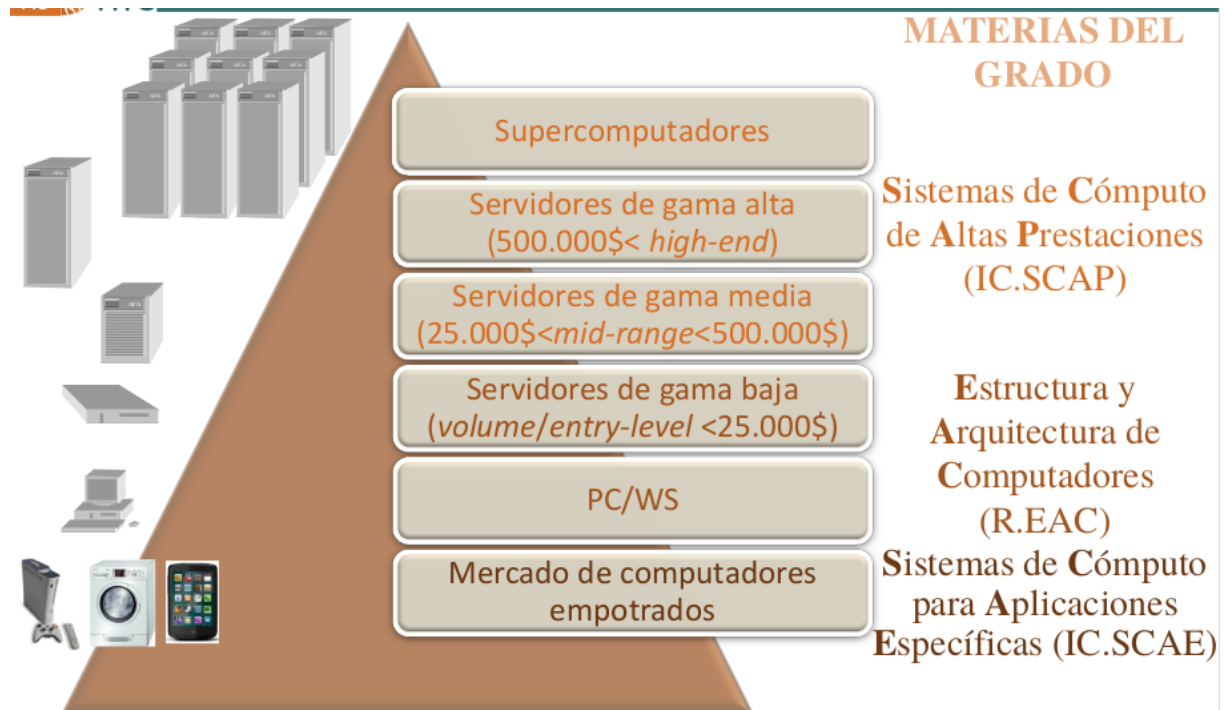 MATERIAS DEL
GRADO
Supercomputadores
Servidores de gama alta
(500.000$< high-end)
Servidores de gama media
(25.000$<mid-range<500.000$)
Servidores de gama baja
(volume/entry-level <25.000$)
PC/WS
Mercado de computadores
empotrados
Sistemas de Cómputo
de Altas Prestaciones
(IC.SCAP)
Estructura y
Arquitectura de
Computadores
(R.EAC)
Sistemas de Cómputo
para Aplicaciones
Específicas (IC.SCAE)